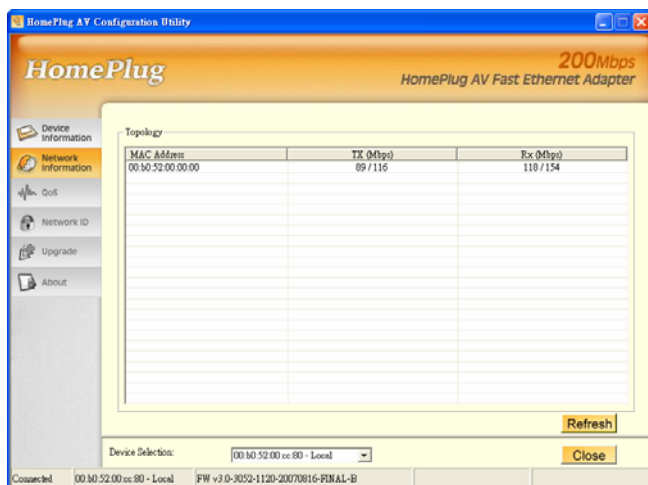 HomePlug AV Configuration Utility
HomePlug
200Mbps
HomePlug AV Fast Ethernet Adapter
Device Information
Network Information
QoS
Network ID
Upgrade
About
Topology
MAC Address TX (Mbps) Rx (Mbps)
00:b0:52:00:00:00 89 / 116 118 / 154
Refresh
Device Selection: 00:b0:52:00:cc:80 - Local
Close
Connected 00:b0:52:00:cc:80 - Local FW v3.0-3052-1120-20070816-FINAL-B